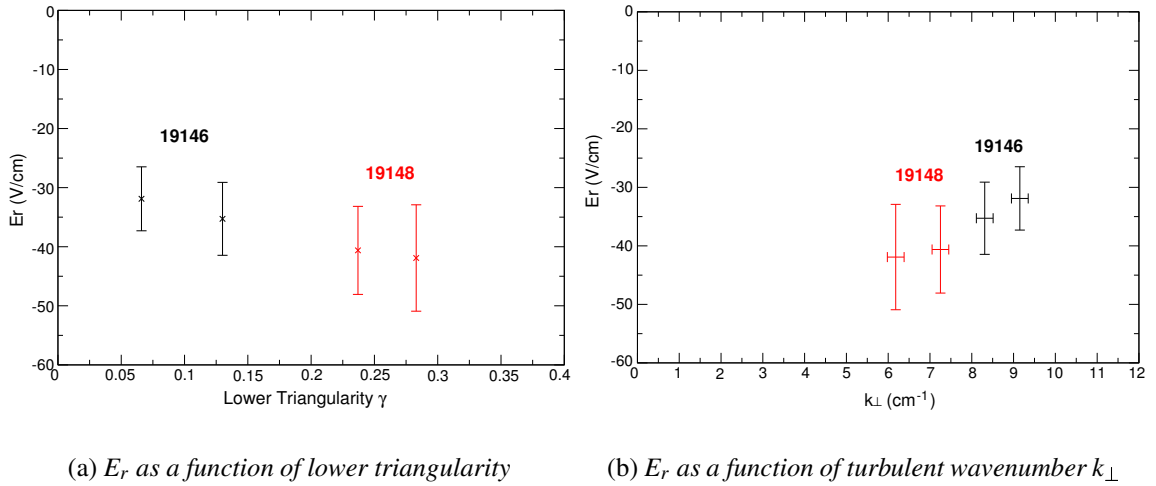 0
-10
-20
-30
-40
-50
-60
Er (V/cm)
19146
19148
0 0.05 0.1 0.15 0.2 0.25 0.3 0.35 0.4
Lower Triangularity γ
(a) E_r as a function of lower triangularity
0
-10
-20
-30
-40
-50
-60
Er (V/cm)
19146
19148
0 1 2 3 4 5 6 7 8 9 10 11 12
k⊥ (cm⁻¹)
(b) E_r as a function of turbulent wavenumber k⊥